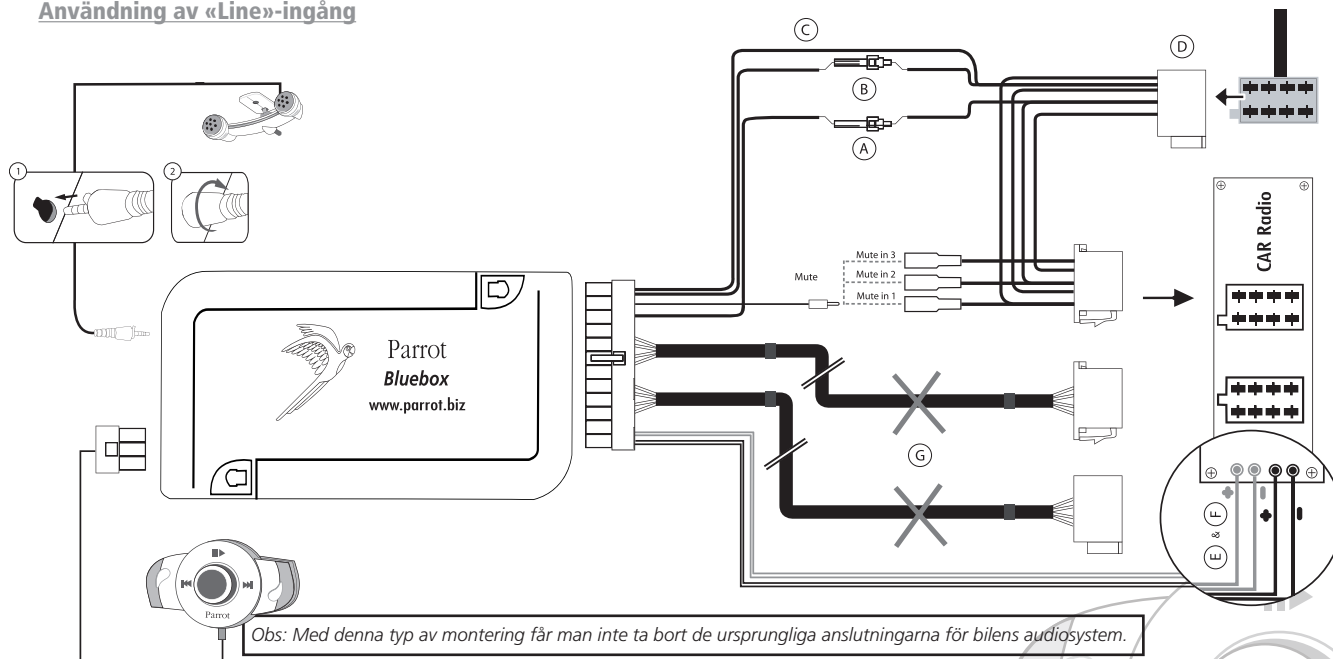 Användning av «Line»-ingång
C
D
B
A
1
2
CAR Radio
Mute in 3
Mute
Mute in 2
Mute in 1
Parrot
Bluebox
www.parrot.biz
G
E & F
Parrot
Obs: Med denna typ av montering får man inte ta bort de ursprungliga anslutningarna för bilens audiosystem.